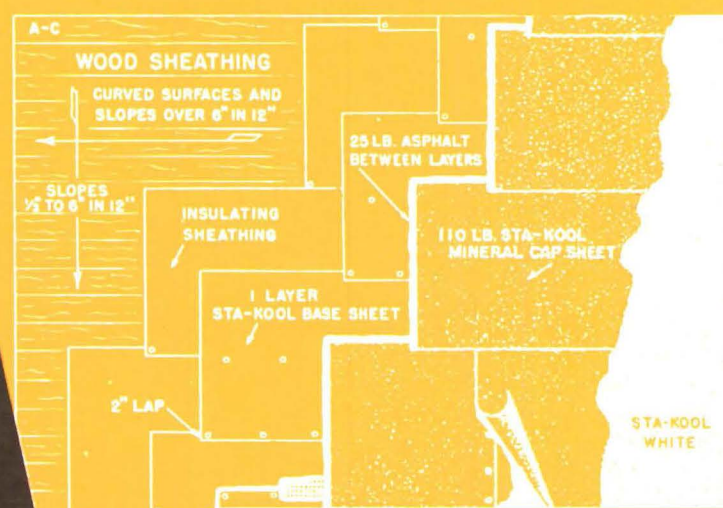 A-C
WOOD SHEATHING
CURVED SURFACES AND
SLOPES OVER 6" IN 12"
SLOPES
½ TO 6" IN 12"
INSULATING
SHEATHING
25 LB. ASPHALT
BETWEEN LAYERS
110 LB. STA-KOOL
MINERAL CAP SHEET
1 LAYER
STA-KOOL BASE SHEET
2" LAP
STA-KOOL
WHITE